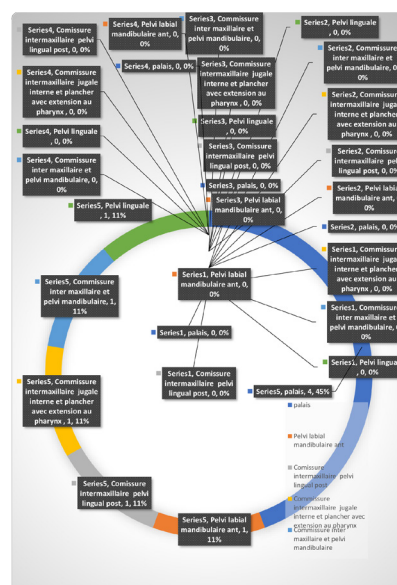 Series4, Commissure
intermaxillaire pelvi
lingual post, 0, 0%
Series4, Pelvi labial
mandibulaire ant, 0,
0%
Series3, Commissure
inter maxillaire et
pelvi mandibulaire, 0,
0%
Series2, Pelvi linguale
, 0, 0%
Series4, palais, 0, 0%
Series2, Commissure
inter maxillaire et
pelvi mandibulaire, 0,
0%
Series4, Commissure
intermaxillaire jugale
interne et plancher
avec extension au
pharynx , 0, 0%
Series3, Commissure
intermaxillaire jugale
interne et plancher
avec extension au
pharynx , 0, 0%
Series2, Commissure
intermaxillaire jugale
interne et plancher
avec extension au
pharynx , 0, 0%
Series4, Pelvi linguale
, 0, 0%
Series3, Pelvi linguale
, 0, 0%
Series3, Comissure
intermaxillaire pelvi
lingual post, 0, 0%
Series2, Comissure
intermaxillaire pelvi
lingual post, 0, 0%
Series4, Commissure
inter maxillaire et
pelvi mandibulaire, 0,
0%
Series3, palais, 0, 0%
Series2, Pelvi labial
mandibulaire ant, 0,
0%
Series5, Pelvi linguale
, 1, 11%
Series3, Pelvi labial
mandibulaire ant, 0,
0%
Series2, palais, 0, 0%
Series1, Commissure
intermaxillaire jugale
interne et plancher
avec extension au
pharynx , 0, 0%
Series5, Commissure
inter maxillaire et
pelvi mandibulaire, 1,
11%
Series1, Pelvi labial
mandibulaire ant, 0,
0%
Series1, Commissure
inter maxillaire et
pelvi mandibulaire, 0,
0%
Series1, palais, 0, 0%
Series1, Pelvi linguale
, 0, 0%
Series5, Commissure
intermaxillaire jugale
interne et plancher
avec extension au
pharynx , 1, 11%
Series1, Comissure
intermaxillaire pelvi
lingual post, 0, 0%
Series5, palais, 4, 45%
Series5, Comissure
intermaxillaire pelvi
lingual post, 1, 11%
Series5, Pelvi labial
mandibulaire ant, 1,
11%
palais
Pelvi labial
mandibulaire ant
Comissure
intermaxillaire pelvi
lingual post
Commissure
intermaxillaire jugale
interne et plancher avec
extension au pharynx
Commissure inter
maxillaire et pelvi
mandibulaire